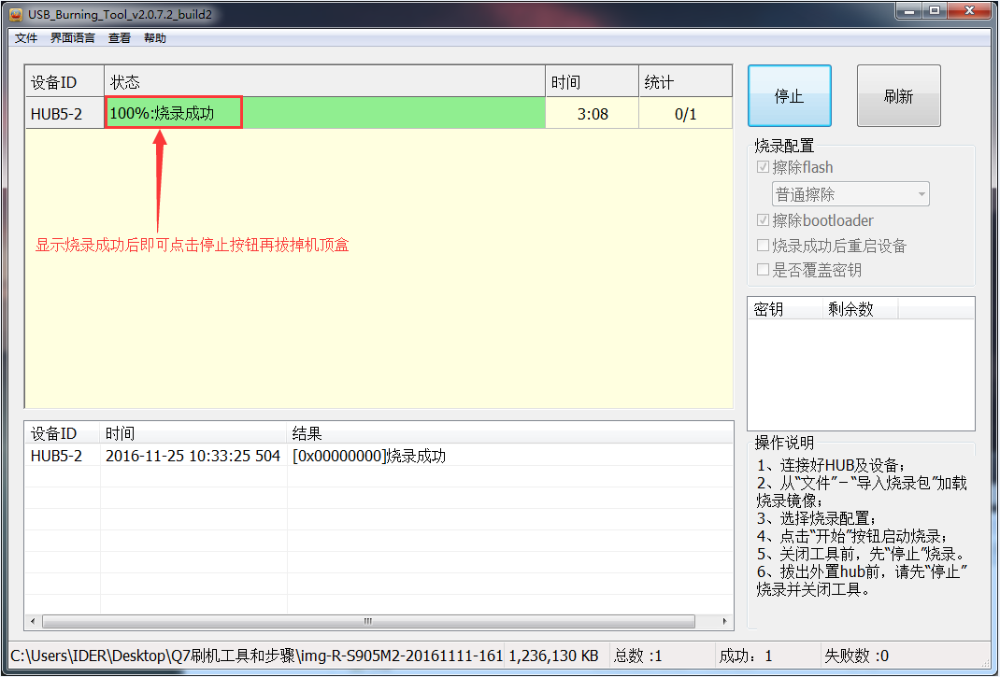 USB_Burning_Tool_v2.0.7.2_build2
文件 界面语言 查看 帮助
设备ID 状态 时间 统计
HUB5-2 100%:烧录成功 3:08 0/1
显示烧录成功后即可点击停止按钮再拔掉机顶盒
停止 刷新
烧录配置
擦除flash
普通擦除
擦除bootloader
烧录成功后重启设备
是否覆盖密钥
密钥 剩余数
设备ID 时间 结果
HUB5-2 2016-11-25 10:33:25 504 [0x00000000]烧录成功
操作说明
1、连接好HUB及设备;
2、从“文件”－“导入烧录包”加载
烧录镜像;
3、选择烧录配置;
4、点击“开始”按钮启动烧录;
5、关闭工具前，先“停止”烧录。
6、拔出外置hub前，请先“停止”
烧录并关闭工具。
C:\Users\IDER\Desktop\Q7刷机工具和步骤\img-R-S905M2-20161111-161 1,236,130 KB 总数 :1 成功：1 失败数 :0